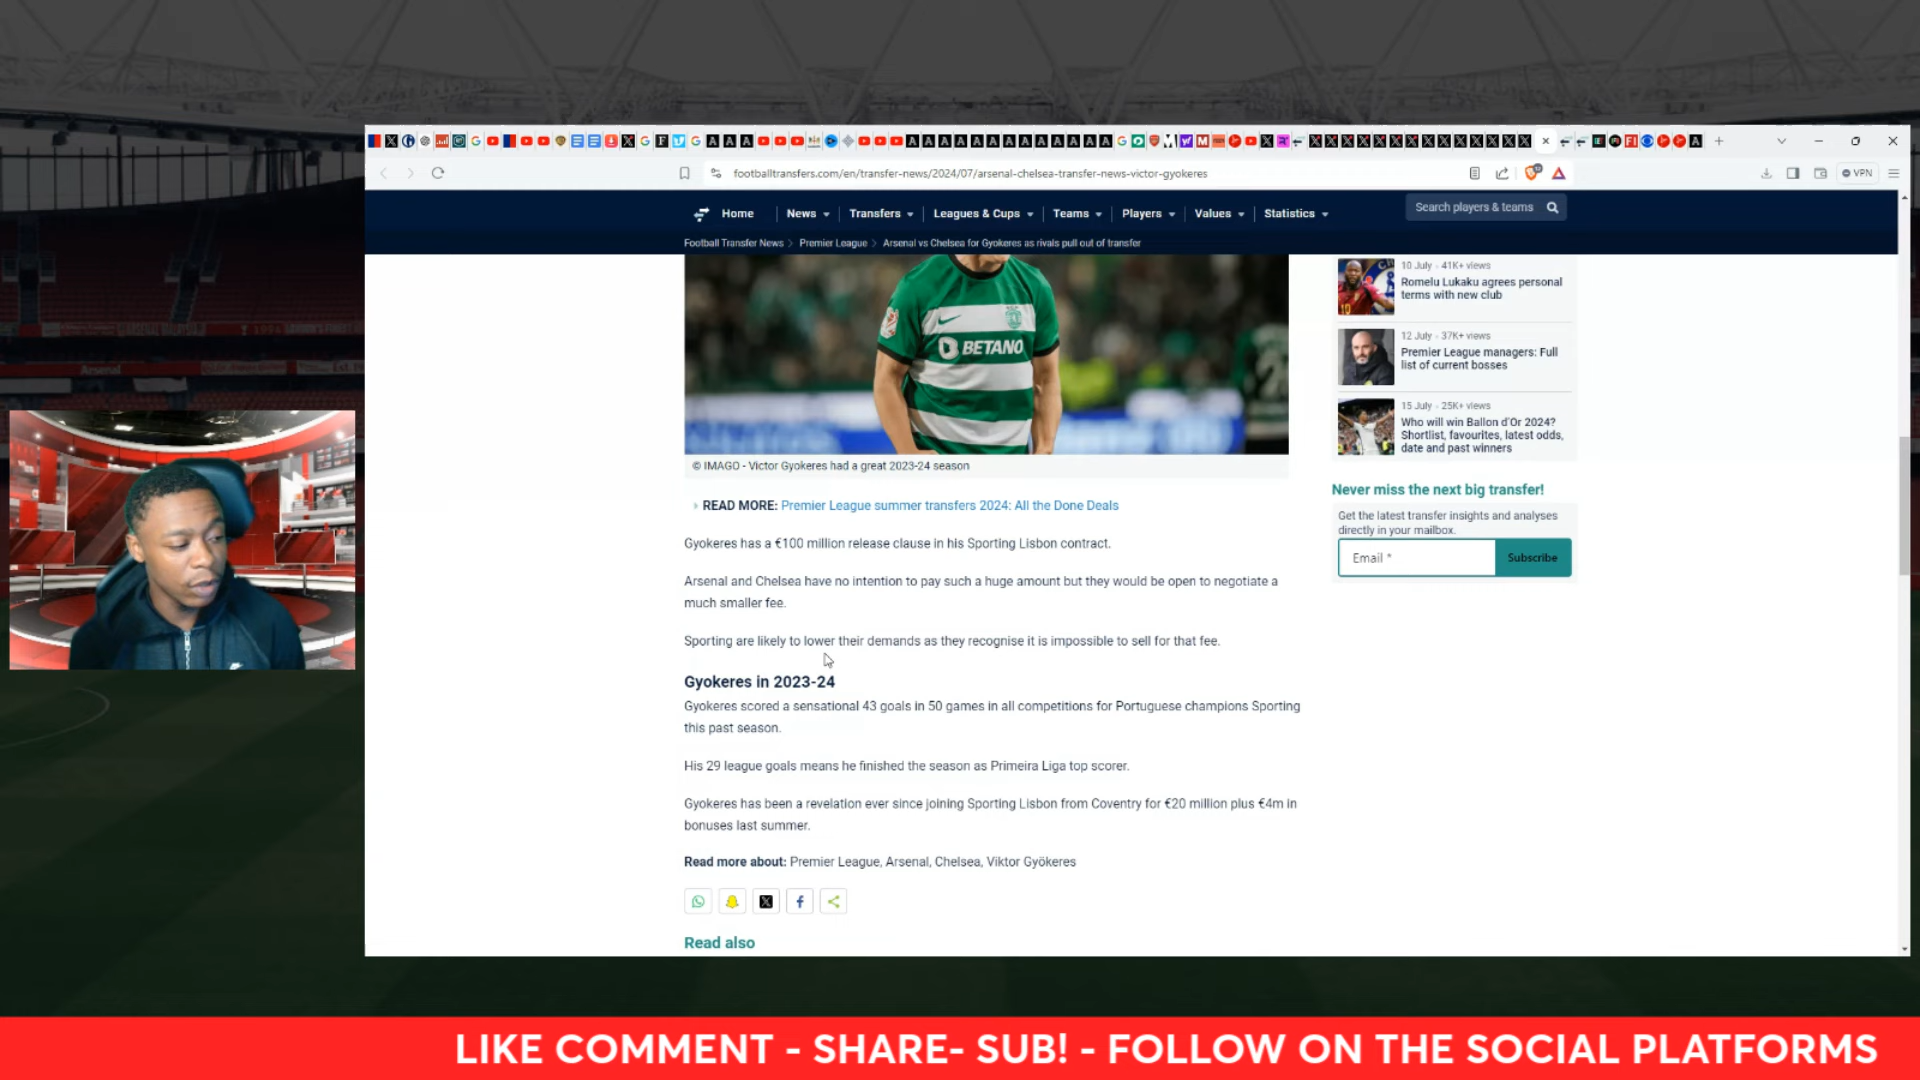 footballtransfers.com/en/transfer-news/2024/07/arsenal-chelsea-transfer-news-victor-gyokeres
VPN
Home
News
Transfers
Leagues & Cups
Teams
Players
Values
Statistics
Search players & teams
Football Transfer News > Premier League > Arsenal vs Chelsea for Gyokeres as rivals pull out of transfer
BETANO
© IMAGO - Victor Gyokeres had a great 2023-24 season
READ MORE: Premier League summer transfers 2024: All the Done Deals
Gyokeres has a €100 million release clause in his Sporting Lisbon contract.
Arsenal and Chelsea have no intention to pay such a huge amount but they would be open to negotiate a
much smaller fee.
Sporting are likely to lower their demands as they recognise it is impossible to sell for that fee.
Gyokeres in 2023-24
Gyokeres scored a sensational 43 goals in 50 games in all competitions for Portuguese champions Sporting
this past season.
His 29 league goals means he finished the season as Primeira Liga top scorer.
Gyokeres has been a revelation ever since joining Sporting Lisbon from Coventry for €20 million plus €4m in
bonuses last summer.
Read more about: Premier League, Arsenal, Chelsea, Viktor Gyökeres
Read also
10 July · 41K+ views
Romelu Lukaku agrees personal
terms with new club
12 July · 37K+ views
Premier League managers: Full
list of current bosses
15 July · 25K+ views
Who will win Ballon d'Or 2024?
Shortlist, favourites, latest odds,
date and past winners
Never miss the next big transfer!
Get the latest transfer insights and analyses
directly in your mailbox.
Email *
Subscribe
Arsenal
LIKE COMMENT - SHARE- SUB! - FOLLOW ON THE SOCIAL PLATFORMS